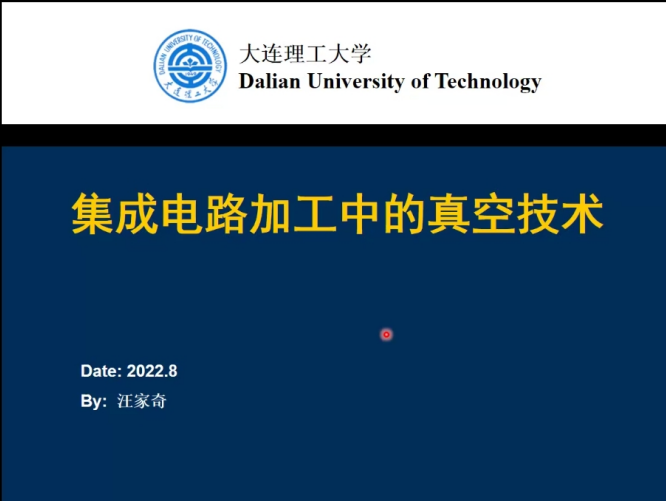 DALIAN UNIVERSITY OF TECHNOLOGY
大连理工大学
大连理工大学
Dalian University of Technology
集成电路加工中的真空技术
Date: 2022.8
By: 汪家奇